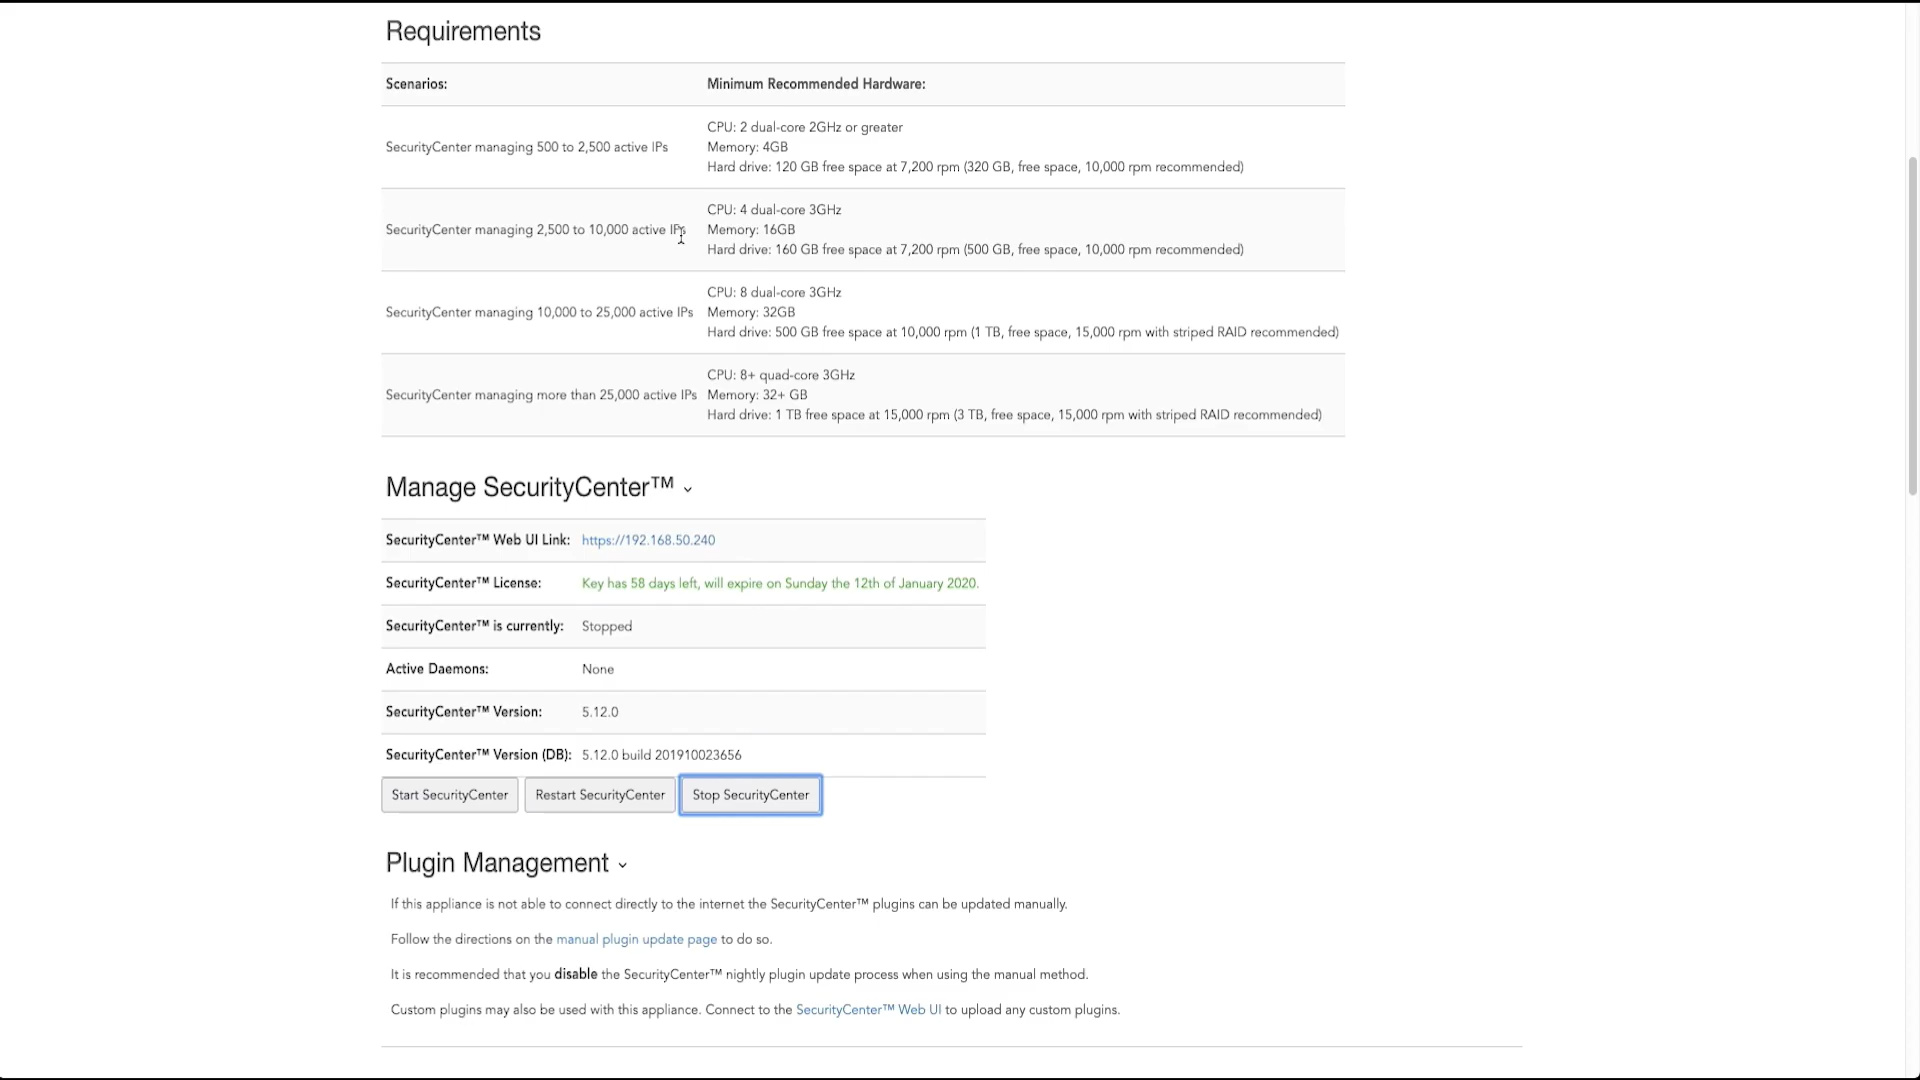 Requirements
Scenarios: Minimum Recommended Hardware:
SecurityCenter managing 500 to 2,500 active IPs
CPU: 2 dual-core 2GHz or greater
Memory: 4GB
Hard drive: 120 GB free space at 7,200 rpm (320 GB, free space, 10,000 rpm recommended)
SecurityCenter managing 2,500 to 10,000 active IPs
CPU: 4 dual-core 3GHz
Memory: 16GB
Hard drive: 160 GB free space at 7,200 rpm (500 GB, free space, 10,000 rpm recommended)
SecurityCenter managing 10,000 to 25,000 active IPs
CPU: 8 dual-core 3GHz
Memory: 32GB
Hard drive: 500 GB free space at 10,000 rpm (1 TB, free space, 15,000 rpm with striped RAID recommended)
SecurityCenter managing more than 25,000 active IPs
CPU: 8+ quad-core 3GHz
Memory: 32+ GB
Hard drive: 1 TB free space at 15,000 rpm (3 TB, free space, 15,000 rpm with striped RAID recommended)
Manage SecurityCenter™
SecurityCenter™ Web UI Link: https://192.168.50.240
SecurityCenter™ License: Key has 58 days left, will expire on Sunday the 12th of January 2020.
SecurityCenter™ is currently: Stopped
Active Daemons: None
SecurityCenter™ Version: 5.12.0
SecurityCenter™ Version (DB): 5.12.0 build 201910023656
Start SecurityCenter Restart SecurityCenter Stop SecurityCenter
Plugin Management
If this appliance is not able to connect directly to the internet the SecurityCenter™ plugins can be updated manually.
Follow the directions on the manual plugin update page to do so.
It is recommended that you disable the SecurityCenter™ nightly plugin update process when using the manual method.
Custom plugins may also be used with this appliance. Connect to the SecurityCenter™ Web UI to upload any custom plugins.